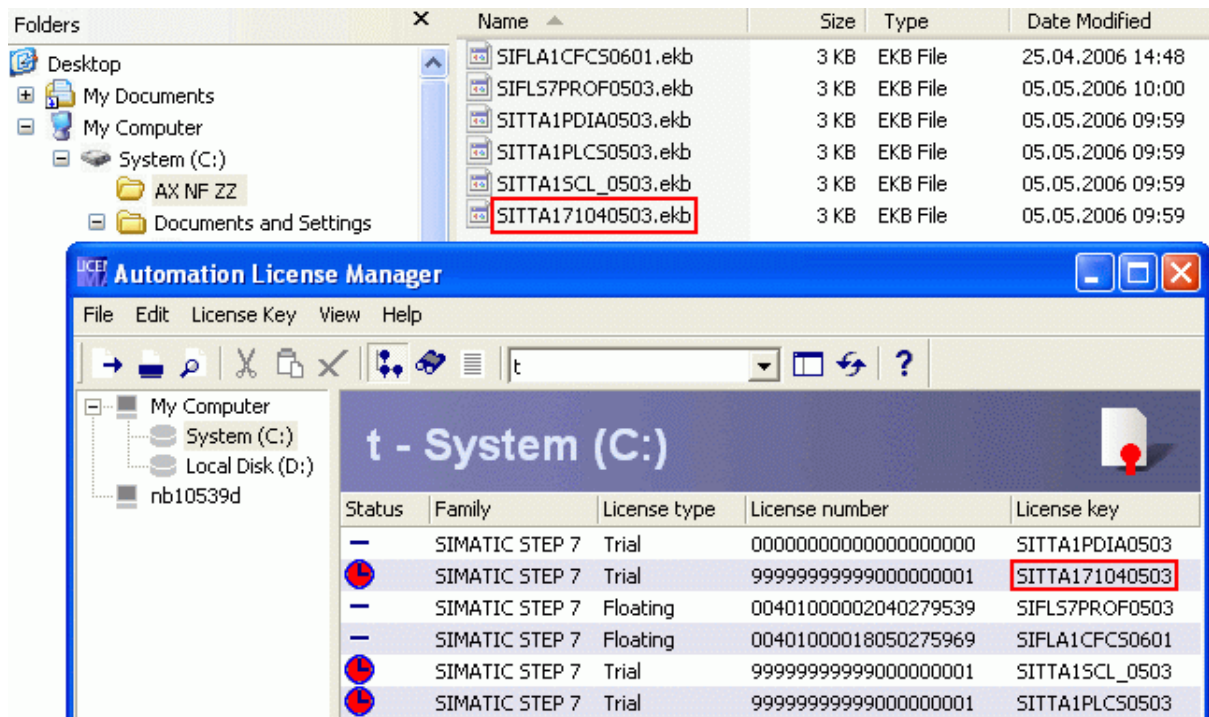 Folders X
Name Size Type Date Modified
Desktop
My Documents
My Computer
System (C:)
AX NF ZZ
Documents and Settings
SIFLA1CFCS0601.ekb 3 KB EKB File 25.04.2006 14:48
SIFLS7PROF0503.ekb 3 KB EKB File 05.05.2006 10:00
SITTA1PDIA0503.ekb 3 KB EKB File 05.05.2006 09:59
SITTA1PLCS0503.ekb 3 KB EKB File 05.05.2006 09:59
SITTA1SCL_0503.ekb 3 KB EKB File 05.05.2006 09:59
SITTA171040503.ekb 3 KB EKB File 05.05.2006 09:59
Automation License Manager
File Edit License Key View Help
t
?
My Computer
System (C:)
Local Disk (D:)
nb10539d
t - System (C:)
Status Family License type License number License key
SIMATIC STEP 7 Trial 00000000000000000000 SITTA1PDIA0503
SIMATIC STEP 7 Trial 99999999999000000001 SITTA171040503
SIMATIC STEP 7 Floating 00401000002040279539 SIFLS7PROF0503
SIMATIC STEP 7 Floating 00401000018050275969 SIFLA1CFCS0601
SIMATIC STEP 7 Trial 99999999999000000001 SITTA1SCL_0503
SIMATIC STEP 7 Trial 99999999999000000001 SITTA1PLCS0503